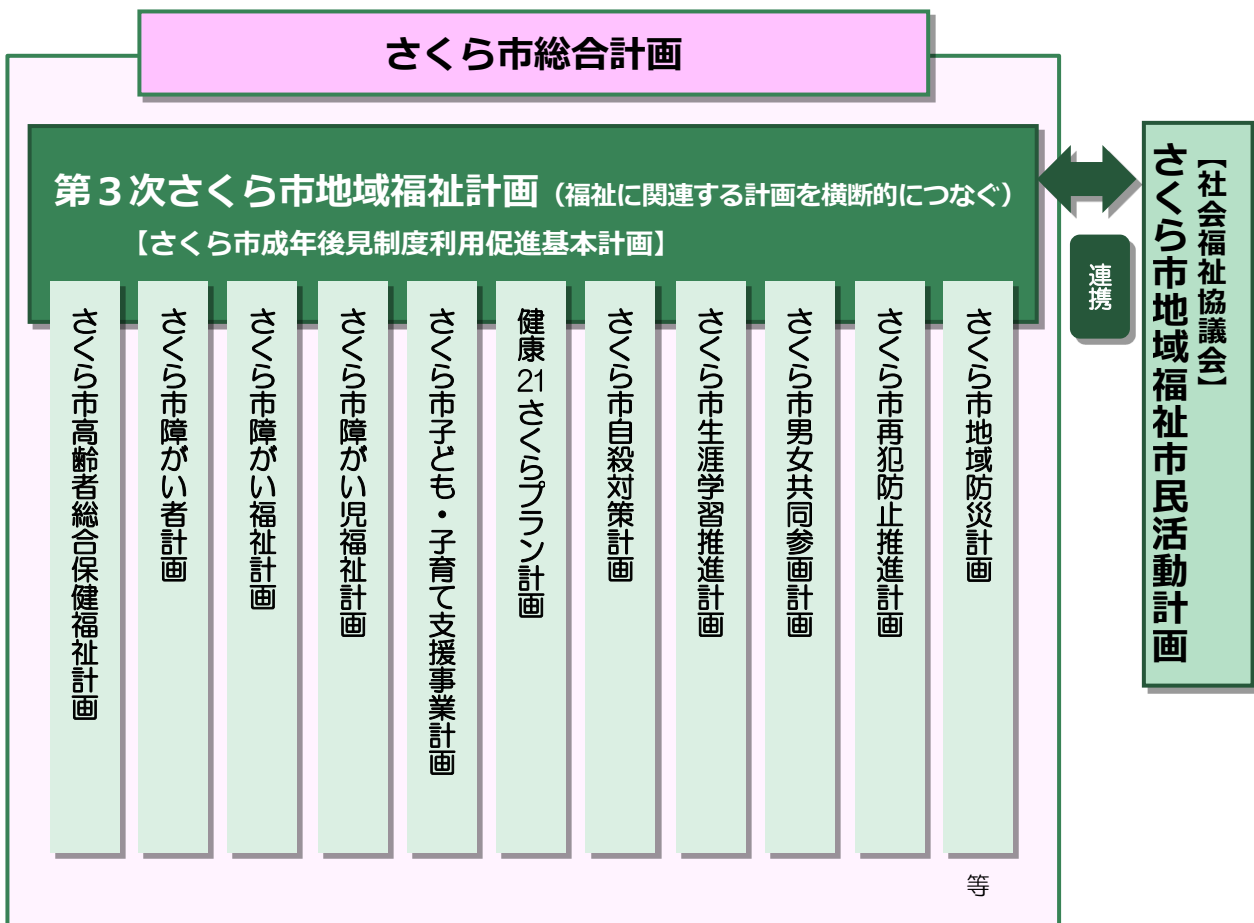 さくら市総合計画
第３次さくら市地域福祉計画（福祉に関連する計画を横断的につなぐ）
【さくら市成年後見制度利用促進基本計画】
さくら市高齢者総合保健福祉計画
さくら市障がい者計画
さくら市障がい福祉計画
さくら市障がい児福祉計画
さくら市子ども・子育て支援事業計画
健康21さくらプラン計画
さくら市自殺対策計画
さくら市生涯学習推進計画
さくら市男女共同参画計画
さくら市再犯防止推進計画
さくら市地域防災計画
等
連携
【社会福祉協議会】
さくら市地域福祉市民活動計画